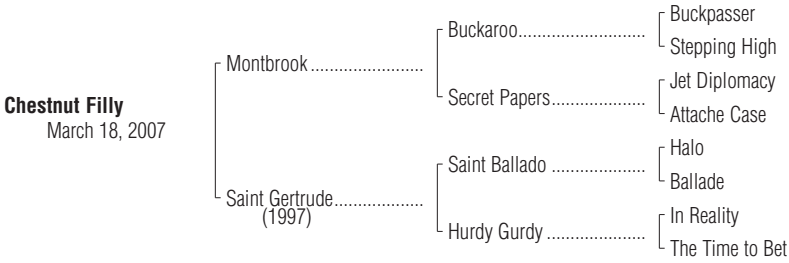 Buckpasser
Buckaroo
Stepping High
Montbrook
Jet Diplomacy
Secret Papers
Attache Case
Chestnut Filly
March 18, 2007
Halo
Saint Ballado
Ballade
Saint Gertrude
(1997)
In Reality
Hurdy Gurdy
The Time to Bet